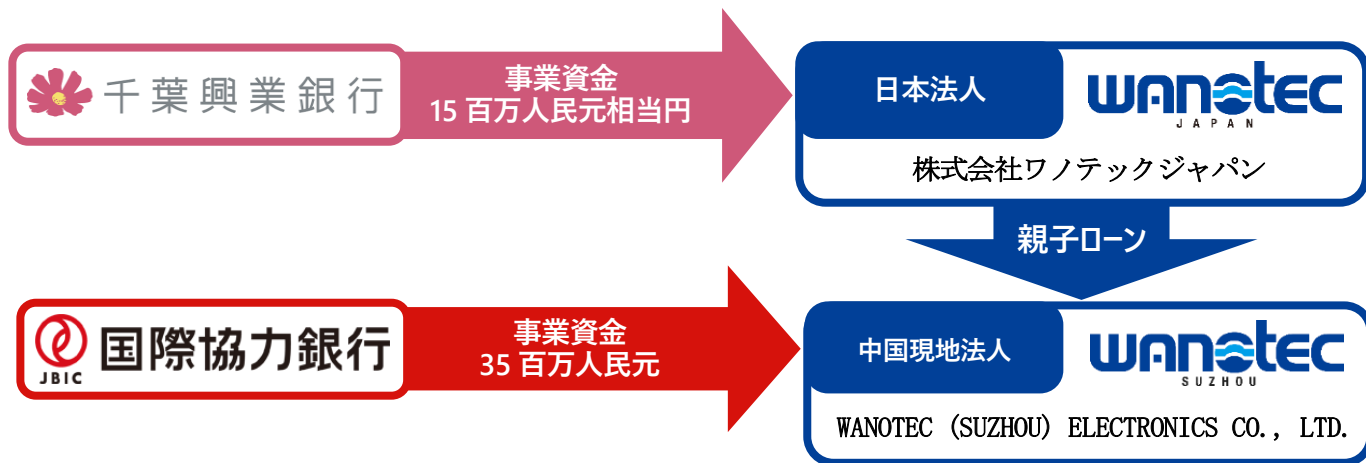 千葉興業銀行
事業資金
15 百万人民元相当円
日本法人
wanotec
JAPAN
株式会社ワノテックジャパン
親子ローン
JBIC
国際協力銀行
事業資金
35 百万人民元
中国現地法人
wanotec
SUZHOU
WANOTEC (SUZHOU) ELECTRONICS CO., LTD.